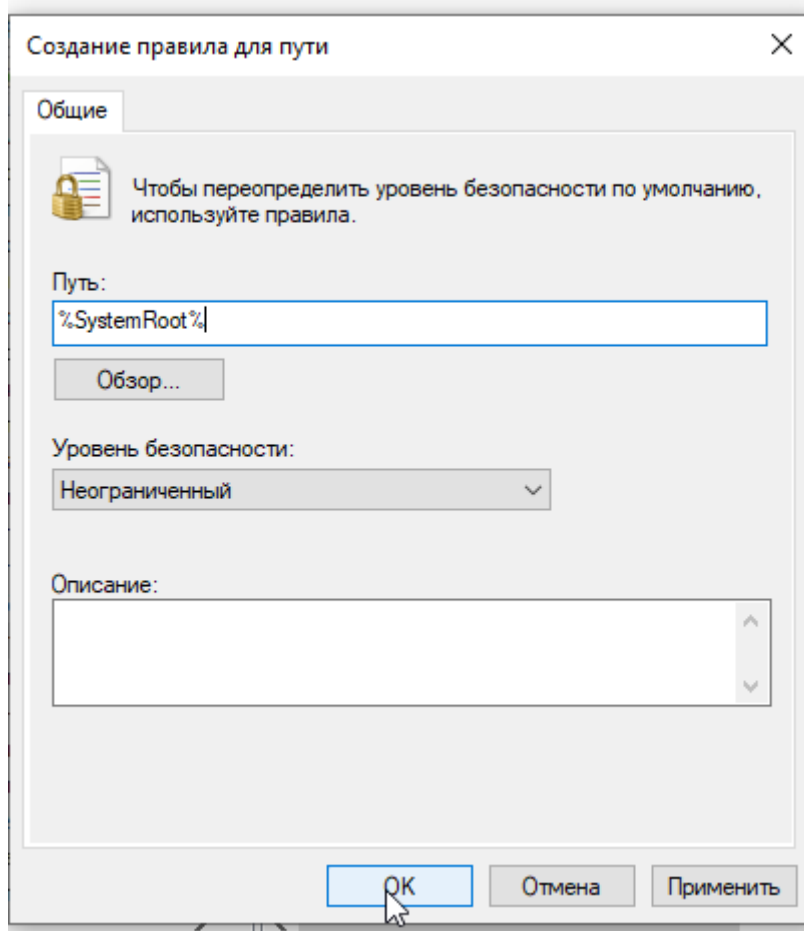 Создание правила для пути
Общие
Чтобы переопределить уровень безопасности по умолчанию,
используйте правила.
Путь:
%SystemRoot%
Обзор...
Уровень безопасности:
Неограниченный
Описание:
OK
Отмена
Применить